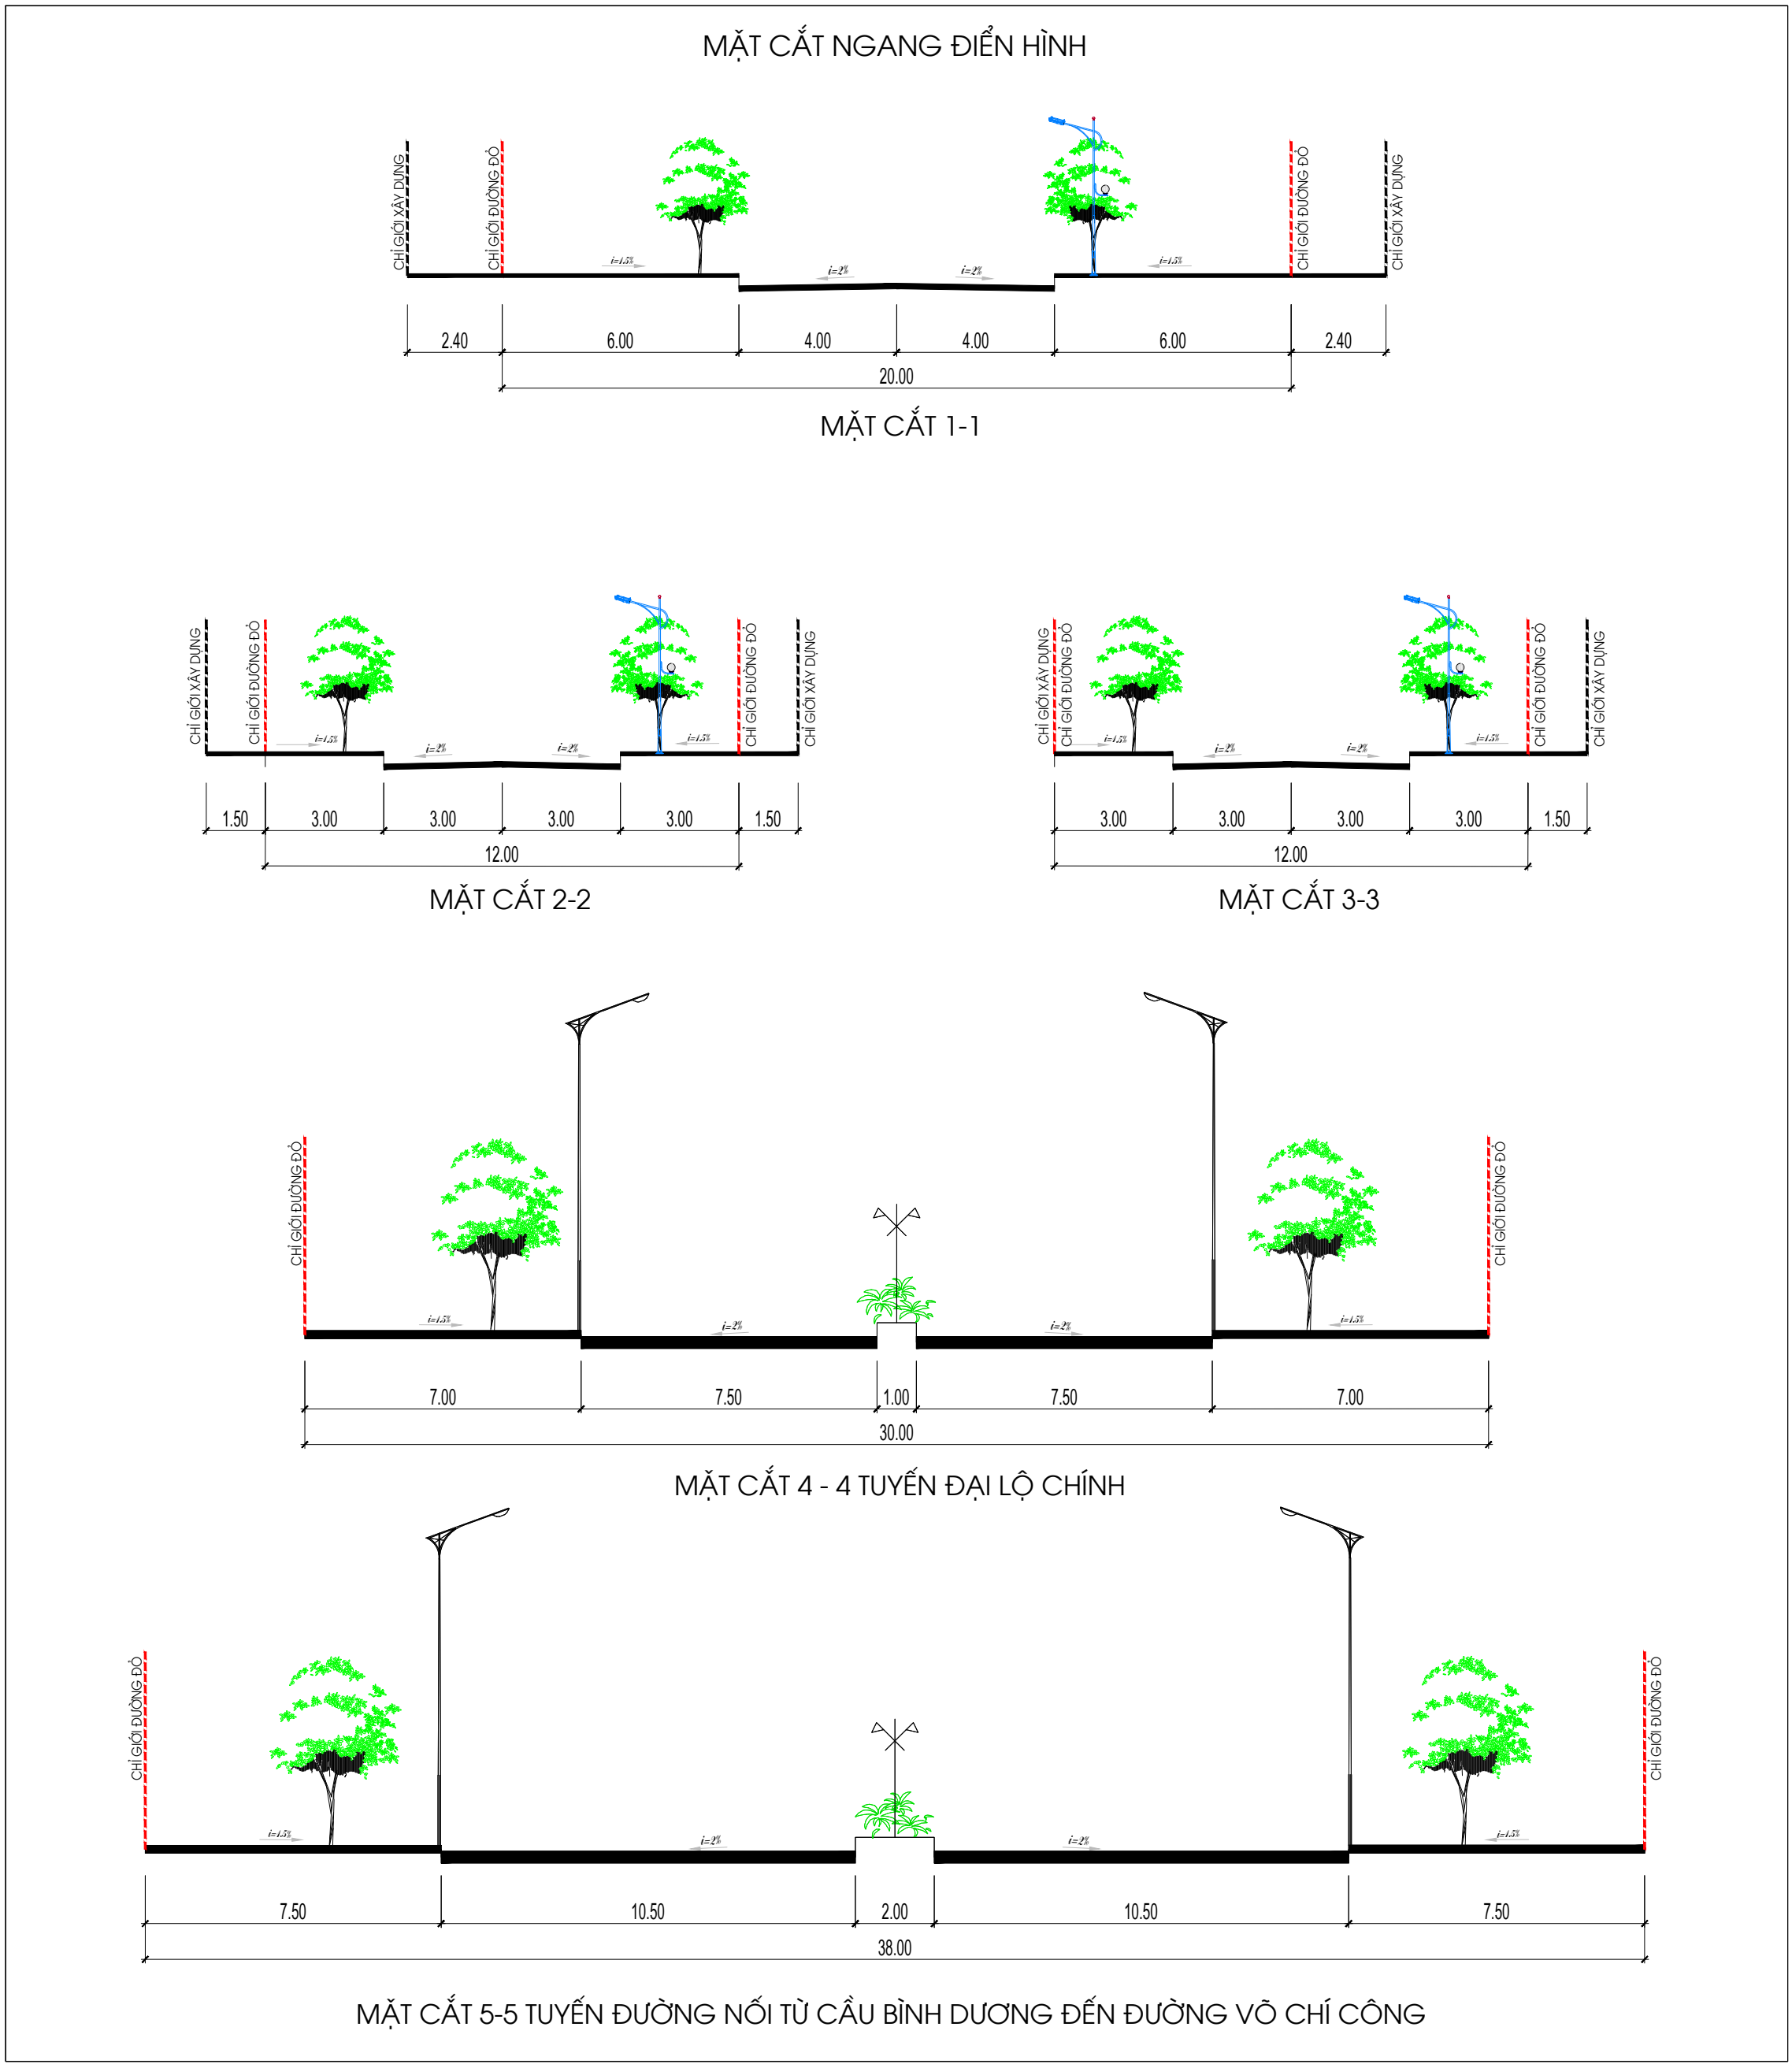 MẶT CẮT NGANG ĐIỂN HÌNH
CHỈ GIỚI XÂY DỰNG
CHỈ GIỚI ĐƯỜNG ĐỎ
CHỈ GIỚI ĐƯỜNG ĐỎ
CHỈ GIỚI XÂY DỰNG
i=1.5% i=2% i=2% i=1.5%
2.40 6.00 4.00 4.00 6.00 2.40
20.00
MẶT CẮT 1-1
CHỈ GIỚI XÂY DỰNG
CHỈ GIỚI ĐƯỜNG ĐỎ
CHỈ GIỚI ĐƯỜNG ĐỎ
CHỈ GIỚI XÂY DỰNG
i=1.5% i=2% i=2% i=1.5%
1.50 3.00 3.00 3.00 3.00 1.50
12.00
MẶT CẮT 2-2
CHỈ GIỚI XÂY DỰNG
CHỈ GIỚI ĐƯỜNG ĐỎ
CHỈ GIỚI ĐƯỜNG ĐỎ
CHỈ GIỚI XÂY DỰNG
i=1.5% i=2% i=2% i=1.5%
3.00 3.00 3.00 3.00 1.50
12.00
MẶT CẮT 3-3
CHỈ GIỚI ĐƯỜNG ĐỎ
CHỈ GIỚI ĐƯỜNG ĐỎ
i=1.5% i=2% i=2% i=1.5%
7.00 7.50 1.00 7.50 7.00
30.00
MẶT CẮT 4 - 4 TUYẾN ĐẠI LỘ CHÍNH
CHỈ GIỚI ĐƯỜNG ĐỎ
CHỈ GIỚI ĐƯỜNG ĐỎ
i=1.5% i=2% i=2% i=1.5%
7.50 10.50 2.00 10.50 7.50
38.00
MẶT CẮT 5-5 TUYẾN ĐƯỜNG NỐI TỪ CẦU BÌNH DƯƠNG ĐẾN ĐƯỜNG VÕ CHÍ CÔNG